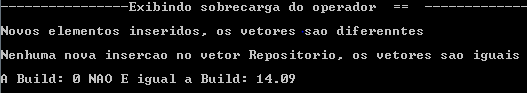 ----------------Exibindo sobrecarga do operador  ==  -------------
Novos elementos inseridos, os vetores sao diferenntes
Nenhuma nova insercao no vetor Repositorio, os vetores sao iguais
A Build: 0 NAO E igual a Build: 14.09